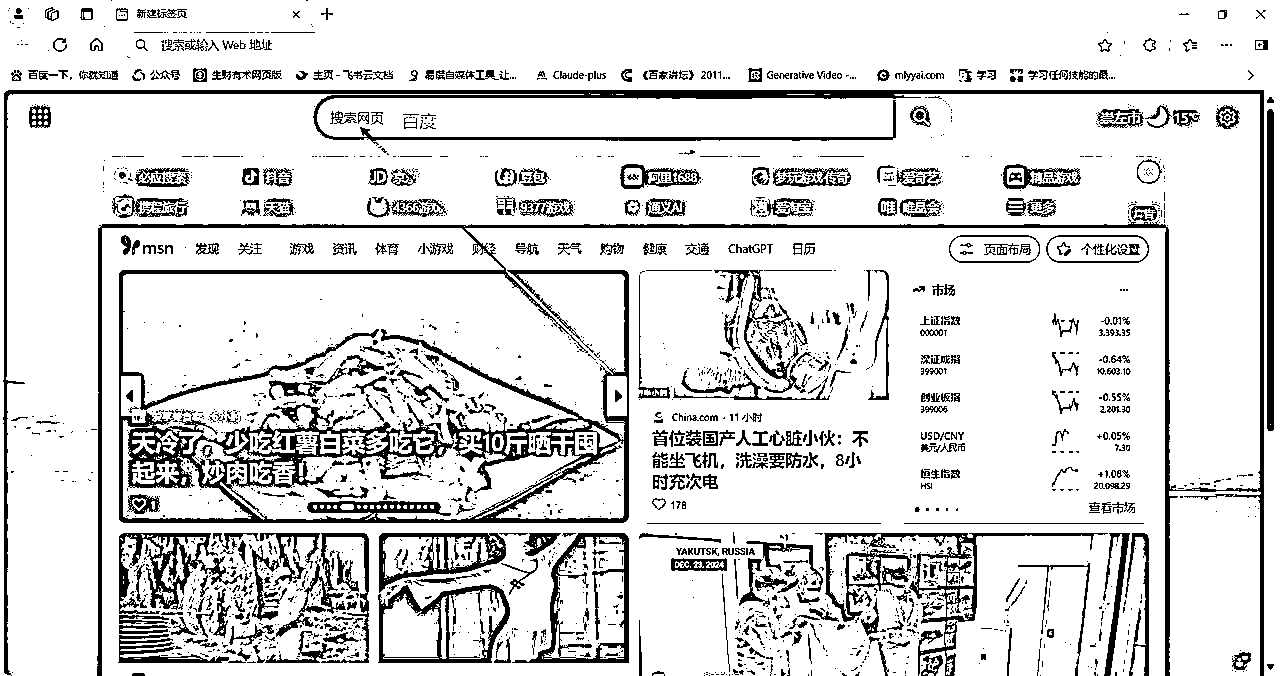 新建标签页
搜索或输入 Web 地址
百度一下，你就知道 公众号 生财有术网页版 主页 - 飞书云文档 易撰自媒体工具_让... Claude-plus 《百家讲坛》2011... Generative Video -... mlyyai.com 学习 学习任何技能的最...
搜索网页 百度
15℃
必应搜索 抖音 京东 豆包 阿里1688 多玩游戏传奇 爱奇艺 精品游戏
携程旅行 天猫 4366游戏 9377游戏 通义AI 爱淘宝 唯品会 更多
msn 发现 关注 游戏 资讯 体育 小游戏 财经 导航 天气 购物 健康 交通 ChatGPT 日历 页面布局 个性化设置
天冷了，少吃红薯白菜多吃它，买10斤晒干囤
起来，炒肉吃香！
1
China.com · 11 小时
首位装国产人工心脏小伙：不
能坐飞机，洗澡要防水，8小
时充次电
178
市场 ...
上证指数 -0.01%
000001 3,393.35
深证成指 -0.64%
399001 10,603.10
创业板指 -0.55%
399006 2,201.30
USD/CNY +0.05%
美元/人民币 7.30
恒生指数 +1.08%
HSI 20,098.29
查看市场
YAKUTSK, RUSSIA
DEC. 23, 2024